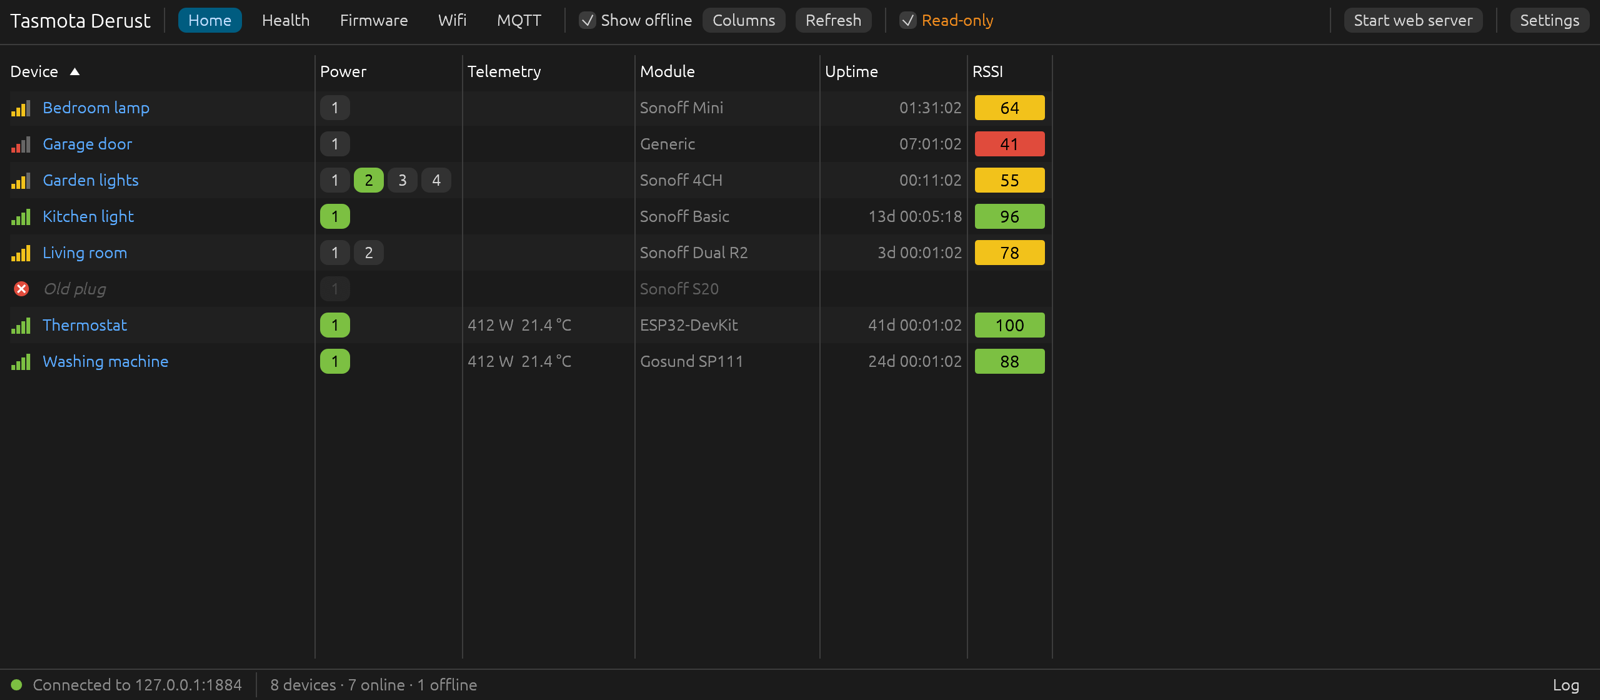 Tasmota Derust Home Health Firmware Wifi MQTT Show offline Columns Refresh Read-only Start web server Settings
Device ▲ Power Telemetry Module Uptime RSSI
Bedroom lamp 1 Sonoff Mini 01:31:02 64
Garage door 1 Generic 07:01:02 41
Garden lights 1 2 3 4 Sonoff 4CH 00:11:02 55
Kitchen light 1 Sonoff Basic 13d 00:05:18 96
Living room 1 2 Sonoff Dual R2 3d 00:01:02 78
Old plug 1 Sonoff S20
Thermostat 1 412 W 21.4 °C ESP32-DevKit 41d 00:01:02 100
Washing machine 1 412 W 21.4 °C Gosund SP111 24d 00:01:02 88
Connected to 127.0.0.1:1884 8 devices · 7 online · 1 offline Log